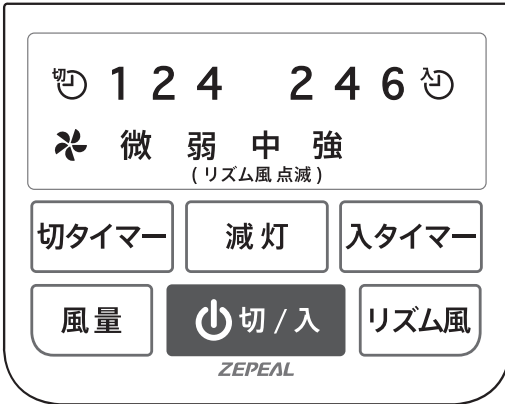 切 1 2 4 2 4 6 入
微 弱 中 強
(リズム風 点滅)
切タイマー 減灯 入タイマー
風量 切/入 リズム風
ZEPEAL